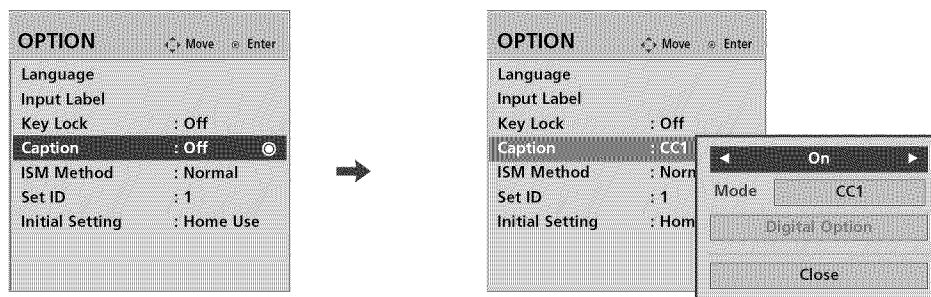 OPTION Move Enter
Language
Input Label
Key Lock : Off
Caption : Off
ISM Method : Normal
Set ID : 1
Initial Setting : Home Use
OPTION Move Enter
Language
Input Label
Key Lock : Off
Caption : CC1
ISM Method : Norn
Set ID : 1
Initial Setting : Hom
On
Mode CC1
Digital Option
Close